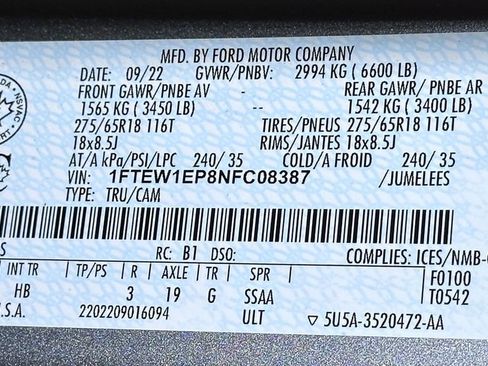 MFD. BY FORD MOTOR COMPANY
DATE: 09/22 GVWR/PNBV: 2994 KG ( 6600 LB)
FRONT GAWR/PNBE AV - REAR GAWR/ PNBE AR
1565 KG ( 3450 LB) -- 1542 KG ( 3400 LB)
275/65R18 116T TIRES/PNEUS 275/65R18 116T
18x8.5J RIMS/JANTES 18x8.5J
AT/A kPa/PSI/LPC 240/ 35 COLD/A FROID 240/ 35
VIN: 1FTEW1EP8NFC08387 /JUMELEES
TYPE: TRU/CAM
NSVAC
RC: B1 DSO: COMPLIES: ICES/NMB-
INT TR TP/PS R AXLE TR SPR F0100
HB 3 19 G SSAA T0542
S.A. 2202209016094 ULT ▽ 5U5A-3520472-AA